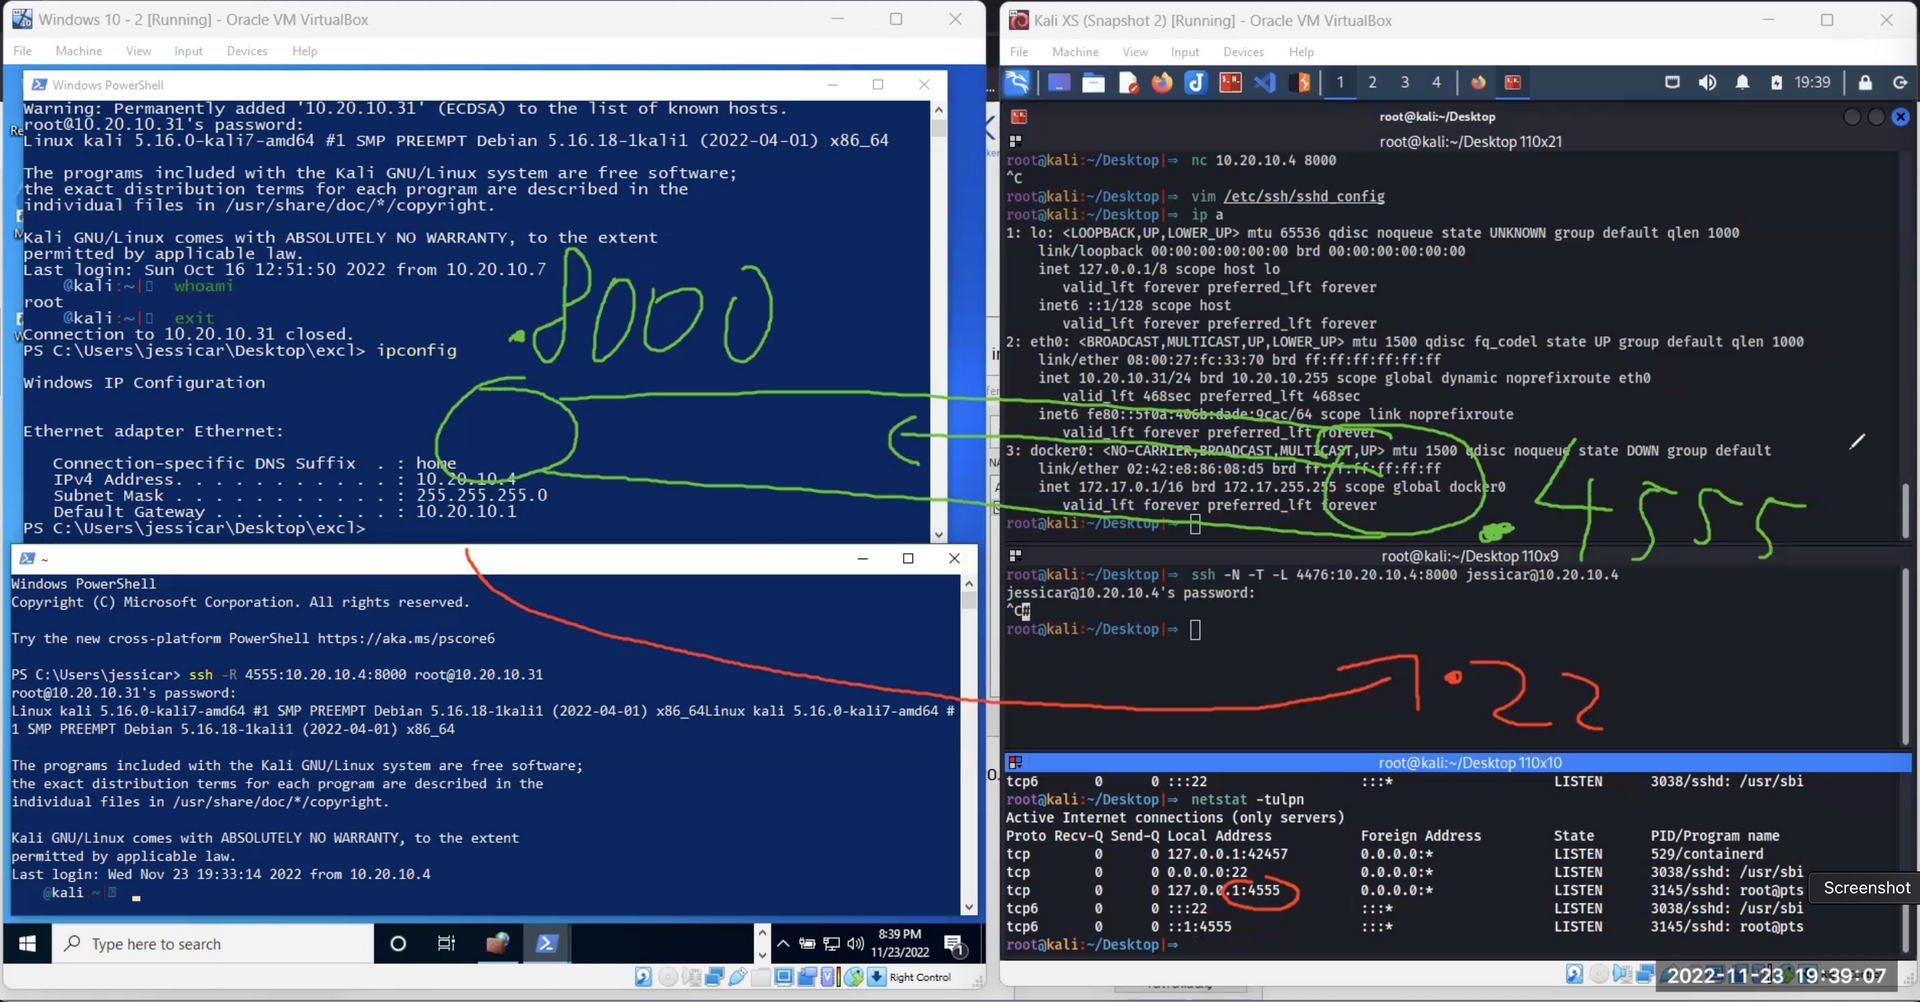 Windows 10 - 2 [Running] - Oracle VM VirtualBox
File Machine View Input Devices Help
Windows PowerShell
Warning: Permanently added '10.20.10.31' (ECDSA) to the list of known hosts.
root@10.20.10.31's password:
Linux kali 5.16.0-kali7-amd64 #1 SMP PREEMPT Debian 5.16.18-1kali1 (2022-04-01) x86_64
The programs included with the Kali GNU/Linux system are free software;
the exact distribution terms for each program are described in the
individual files in /usr/share/doc/*/copyright.
Kali GNU/Linux comes with ABSOLUTELY NO WARRANTY, to the extent
permitted by applicable law.
Last login: Sun Oct 16 12:51:50 2022 from 10.20.10.7
@kali:~|▯ whoami
root
@kali:~|▯ exit
Connection to 10.20.10.31 closed.
PS C:\Users\jessicar\Desktop\excl> ipconfig
.8000
Windows IP Configuration
Ethernet adapter Ethernet:
Connection-specific DNS Suffix . : home
IPv4 Address. . . . . . . . . . . : 10.20.10.4
Subnet Mask . . . . . . . . . . . : 255.255.255.0
Default Gateway . . . . . . . . . : 10.20.10.1
PS C:\Users\jessicar\Desktop\excl>
~
Windows PowerShell
Copyright (C) Microsoft Corporation. All rights reserved.
Try the new cross-platform PowerShell https://aka.ms/pscore6
PS C:\Users\jessicar> ssh -R 4555:10.20.10.4:8000 root@10.20.10.31
root@10.20.10.31's password:
Linux kali 5.16.0-kali7-amd64 #1 SMP PREEMPT Debian 5.16.18-1kali1 (2022-04-01) x86_64Linux kali 5.16.0-kali7-amd64 #
1 SMP PREEMPT Debian 5.16.18-1kali1 (2022-04-01) x86_64
The programs included with the Kali GNU/Linux system are free software;
the exact distribution terms for each program are described in the
individual files in /usr/share/doc/*/copyright.
Kali GNU/Linux comes with ABSOLUTELY NO WARRANTY, to the extent
permitted by applicable law.
Last login: Wed Nov 23 19:33:14 2022 from 10.20.10.4
@kali ~|▯
Type here to search
8:39 PM
11/23/2022
1
Right Control
Kali XS (Snapshot 2) [Running] - Oracle VM VirtualBox
File Machine View Input Devices Help
1 2 3 4 19:39
root@kali:~/Desktop
root@kali:~/Desktop 110x21
root@kali:~/Desktop|⇒ nc 10.20.10.4 8000
^C
root@kali:~/Desktop|⇒ vim /etc/ssh/sshd_config
root@kali:~/Desktop|⇒ ip a
1: lo: <LOOPBACK,UP,LOWER_UP> mtu 65536 qdisc noqueue state UNKNOWN group default qlen 1000
link/loopback 00:00:00:00:00:00 brd 00:00:00:00:00:00
inet 127.0.0.1/8 scope host lo
valid_lft forever preferred_lft forever
inet6 ::1/128 scope host
valid_lft forever preferred_lft forever
2: eth0: <BROADCAST,MULTICAST,UP,LOWER_UP> mtu 1500 qdisc fq_codel state UP group default qlen 1000
link/ether 08:00:27:fc:33:70 brd ff:ff:ff:ff:ff:ff
inet 10.20.10.31/24 brd 10.20.10.255 scope global dynamic noprefixroute eth0
valid_lft 468sec preferred_lft 468sec
inet6 fe80::5f0a:406b:dade:9cac/64 scope link noprefixroute
valid_lft forever preferred_lft forever
3: docker0: <NO-CARRIER,BROADCAST,MULTICAST,UP> mtu 1500 qdisc noqueue state DOWN group default
link/ether 02:42:e8:86:08:d5 brd ff:ff:ff:ff:ff:ff
inet 172.17.0.1/16 brd 172.17.255.255 scope global docker0
valid_lft forever preferred_lft forever
root@kali:~/Desktop|⇒
.4555
root@kali:~/Desktop 110x9
root@kali:~/Desktop|⇒ ssh -N -T -L 4476:10.20.10.4:8000 jessicar@10.20.10.4
jessicar@10.20.10.4's password:
^C#
root@kali:~/Desktop|⇒
.22
root@kali:~/Desktop 110x10
tcp6 0 0 :::22 :::* LISTEN 3038/sshd: /usr/sbi
root@kali:~/Desktop|⇒ netstat -tulpn
Active Internet connections (only servers)
Proto Recv-Q Send-Q Local Address Foreign Address State PID/Program name
tcp 0 0 127.0.0.1:42457 0.0.0.0:* LISTEN 529/containerd
tcp 0 0 0.0.0.0:22 0.0.0.0:* LISTEN 3038/sshd: /usr/sbi
tcp 0 0 127.0.0.1:4555 0.0.0.0:* LISTEN 3145/sshd: root@pts
tcp6 0 0 :::22 :::* LISTEN 3038/sshd: /usr/sbi
tcp6 0 0 ::1:4555 :::* LISTEN 3145/sshd: root@pts
root@kali:~/Desktop|⇒
Screenshot
2022-11-23 19:39:07